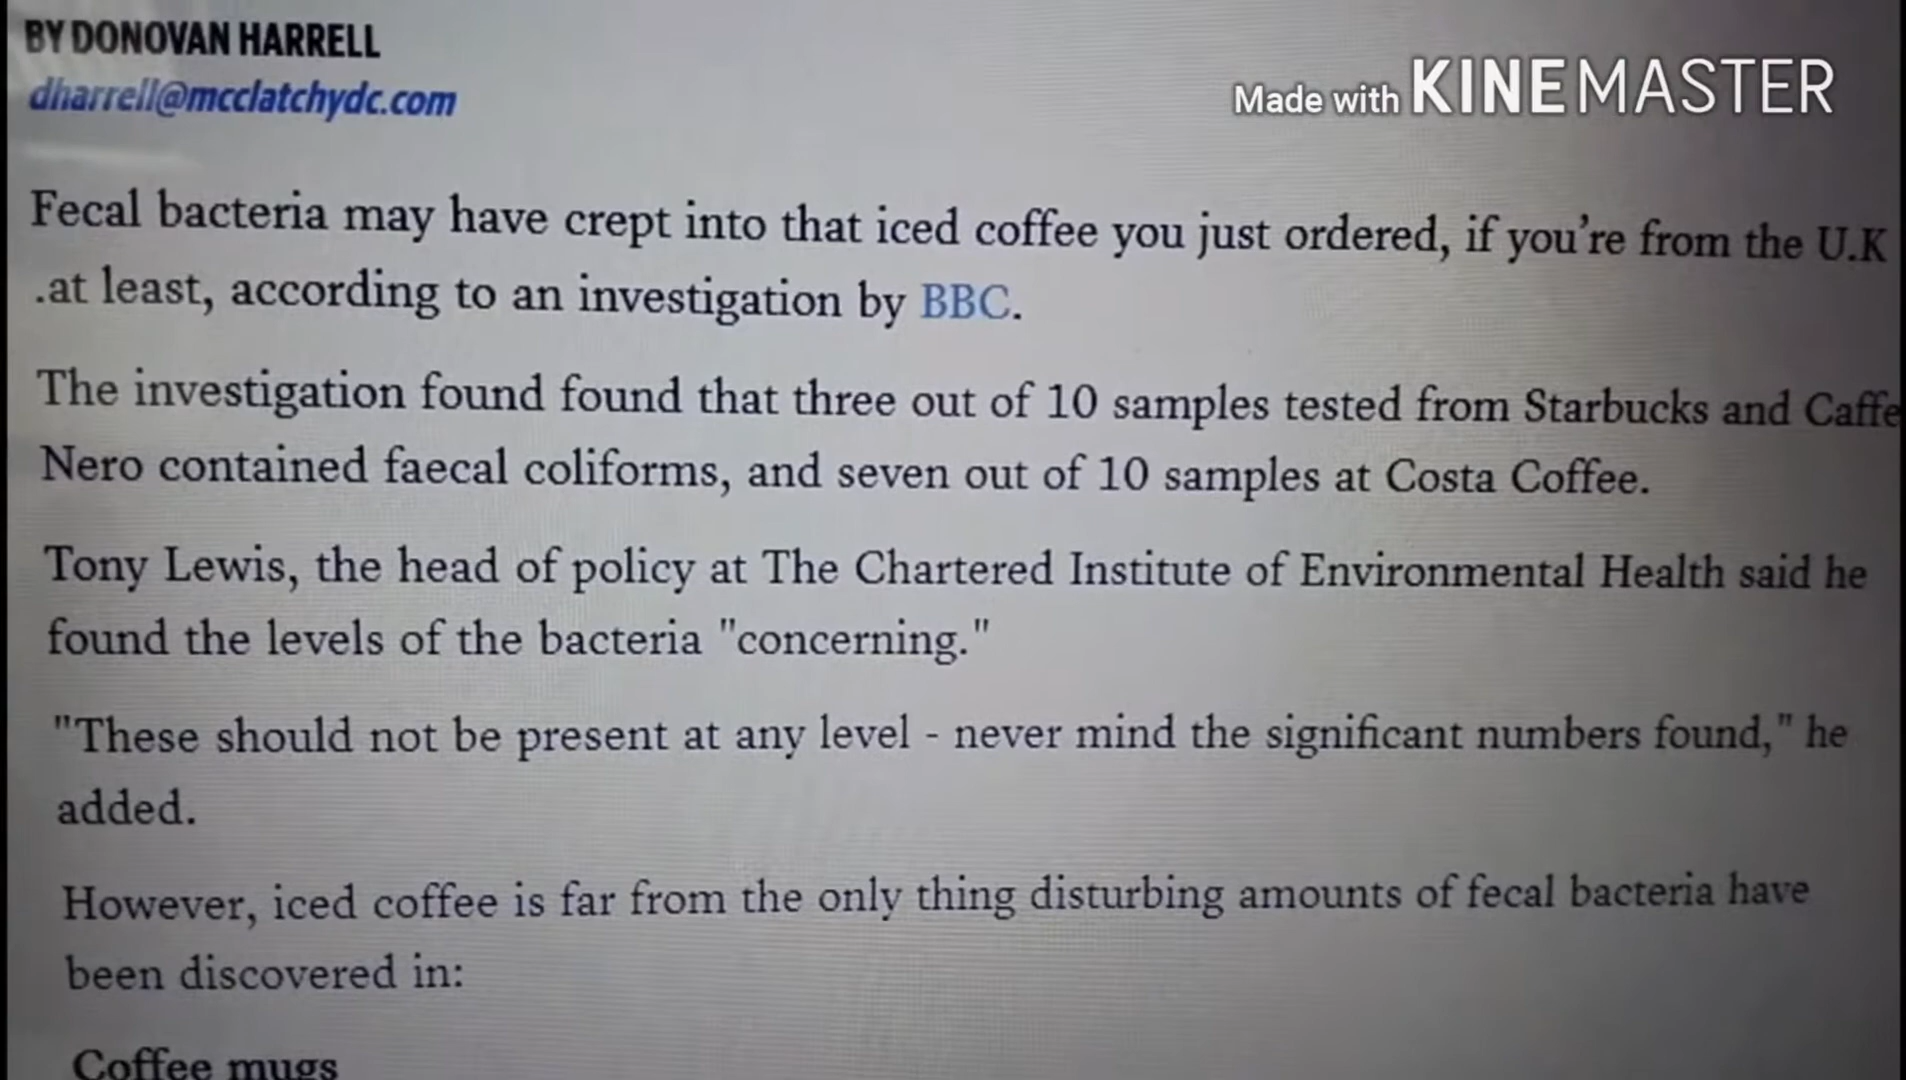 BY DONOVAN HARRELL
dharrell@mcclatchydc.com
Made with KINEMASTER
Fecal bacteria may have crept into that iced coffee you just ordered, if you're from the U.K
.at least, according to an investigation by BBC.
The investigation found found that three out of 10 samples tested from Starbucks and Caffe
Nero contained faecal coliforms, and seven out of 10 samples at Costa Coffee.
Tony Lewis, the head of policy at The Chartered Institute of Environmental Health said he
found the levels of the bacteria "concerning."
"These should not be present at any level - never mind the significant numbers found," he
added.
However, iced coffee is far from the only thing disturbing amounts of fecal bacteria have
been discovered in:
Coffee mugs